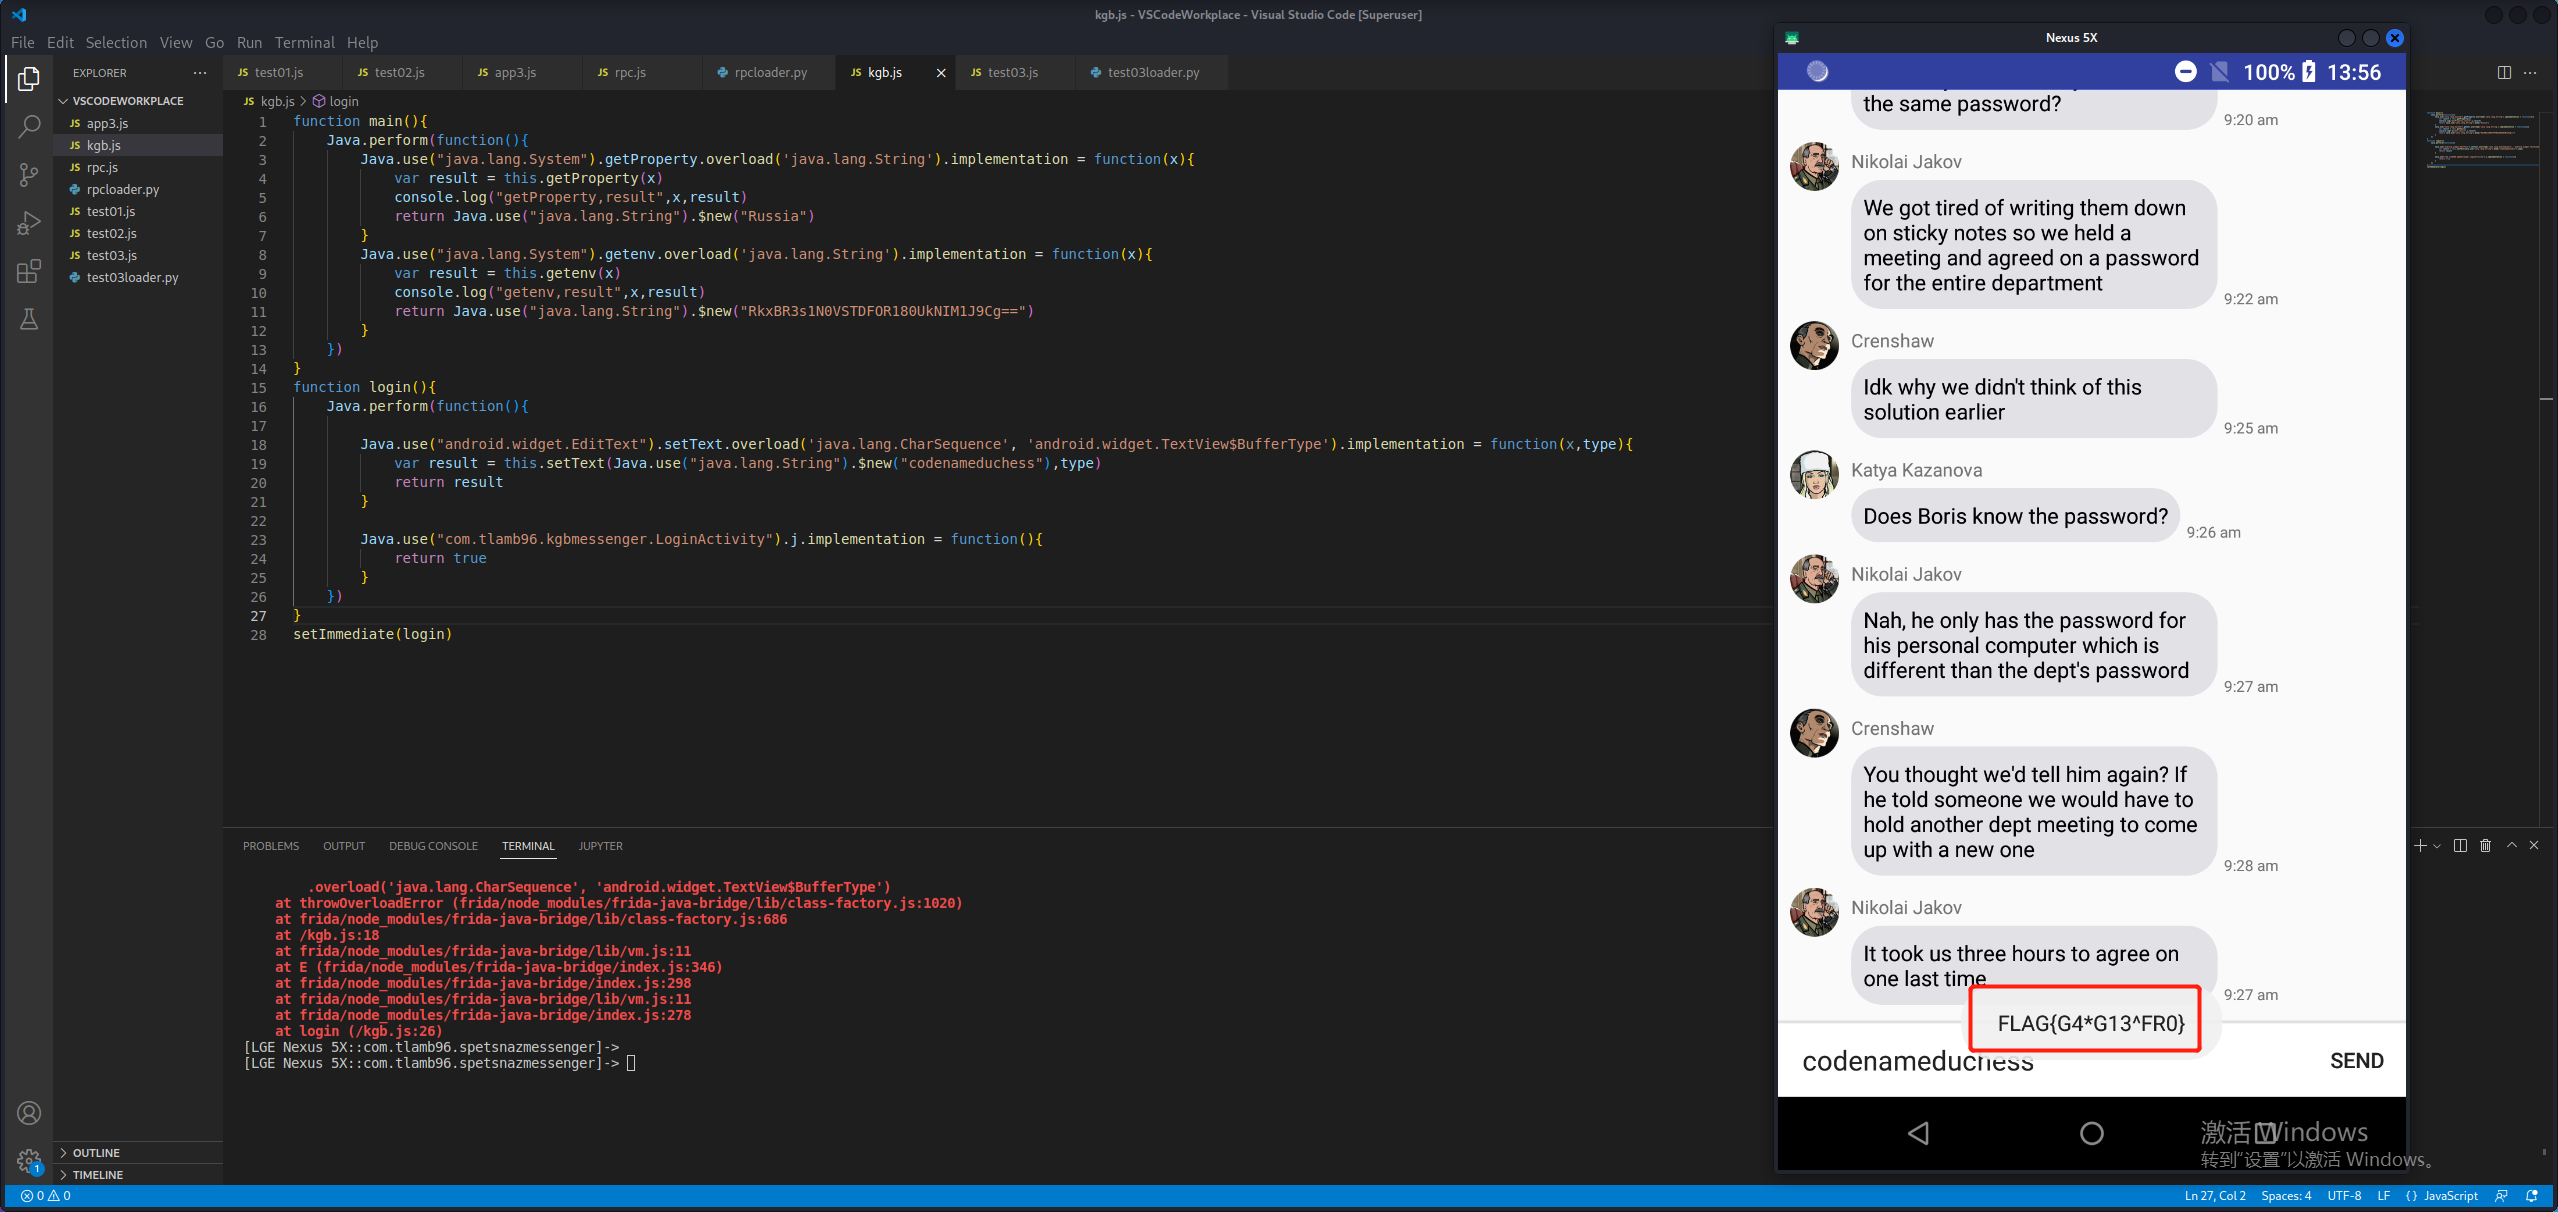 kgb.js - VSCodeWorkplace - Visual Studio Code [Superuser]
File Edit Selection View Go Run Terminal Help
EXPLORER
VSCODEWORKPLACE
JS app3.js
JS kgb.js
JS rpc.js
rpcloader.py
JS test01.js
JS test02.js
JS test03.js
test03loader.py
OUTLINE
TIMELINE
JS test01.js JS test02.js JS app3.js JS rpc.js rpcloader.py JS kgb.js JS test03.js test03loader.py
JS kgb.js > login
1 function main(){
2 Java.perform(function(){
3 Java.use("java.lang.System").getProperty.overload('java.lang.String').implementation = function(x){
4 var result = this.getProperty(x)
5 console.log("getProperty,result",x,result)
6 return Java.use("java.lang.String").$new("Russia")
7 }
8 Java.use("java.lang.System").getenv.overload('java.lang.String').implementation = function(x){
9 var result = this.getenv(x)
10 console.log("getenv,result",x,result)
11 return Java.use("java.lang.String").$new("RkxBR3s1N0VSTDFOR180UkNIM1J9Cg==")
12 }
13 })
14 }
15 function login(){
16 Java.perform(function(){
17
18 Java.use("android.widget.EditText").setText.overload('java.lang.CharSequence', 'android.widget.TextView$BufferType').implementation = function(x,type){
19 var result = this.setText(Java.use("java.lang.String").$new("codenameduchess"),type)
20 return result
21 }
22
23 Java.use("com.tlamb96.kgbmessenger.LoginActivity").j.implementation = function(){
24 return true
25 }
26 })
27 }
28 setImmediate(login)
PROBLEMS OUTPUT DEBUG CONSOLE TERMINAL JUPYTER
.overload('java.lang.CharSequence', 'android.widget.TextView$BufferType')
at throwOverloadError (frida/node_modules/frida-java-bridge/lib/class-factory.js:1020)
at frida/node_modules/frida-java-bridge/lib/class-factory.js:686
at /kgb.js:18
at frida/node_modules/frida-java-bridge/lib/vm.js:11
at E (frida/node_modules/frida-java-bridge/index.js:346)
at frida/node_modules/frida-java-bridge/index.js:298
at frida/node_modules/frida-java-bridge/lib/vm.js:11
at frida/node_modules/frida-java-bridge/index.js:278
at login (/kgb.js:26)
[LGE Nexus 5X::com.tlamb96.spetsnazmessenger]->
[LGE Nexus 5X::com.tlamb96.spetsnazmessenger]->
Nexus 5X
100% 13:56
the same password?
9:20 am
Nikolai Jakov
We got tired of writing them down
on sticky notes so we held a
meeting and agreed on a password
for the entire department
9:22 am
Crenshaw
Idk why we didn't think of this
solution earlier
9:25 am
Katya Kazanova
Does Boris know the password?
9:26 am
Nikolai Jakov
Nah, he only has the password for
his personal computer which is
different than the dept's password
9:27 am
Crenshaw
You thought we'd tell him again? If
he told someone we would have to
hold another dept meeting to come
up with a new one
9:28 am
Nikolai Jakov
It took us three hours to agree on
one last time
9:27 am
FLAG{G4*G13^FR0}
codenameduchess
SEND
激活 Windows
转到“设置”以激活 Windows。
1
0 0
Ln 27, Col 2 Spaces: 4 UTF-8 LF {} JavaScript